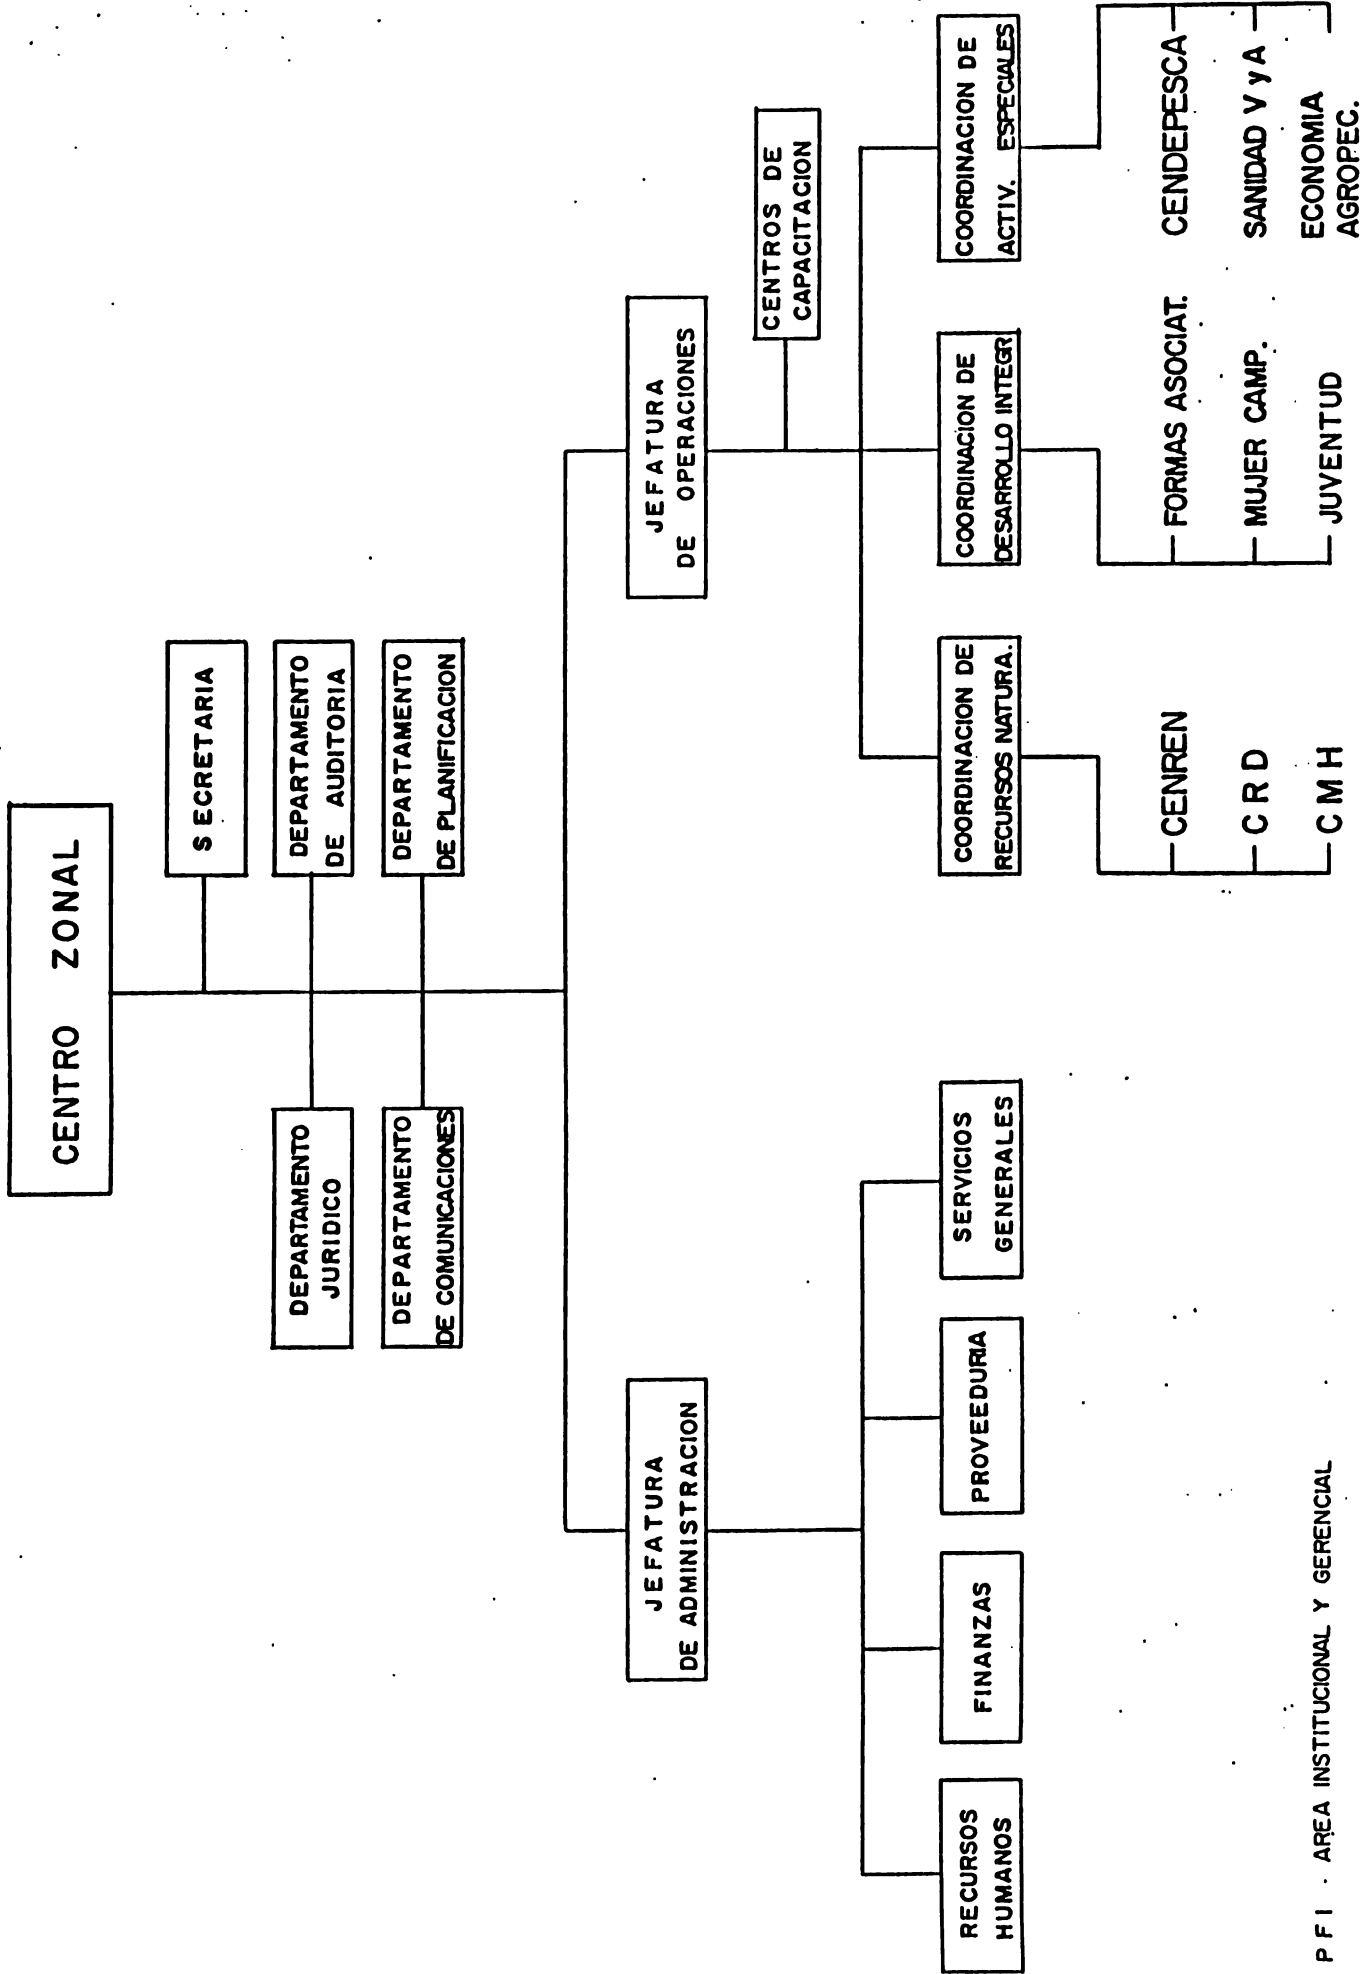 CENTRO ZONAL
SECRETARIA
DEPARTAMENTO
JURIDICO
DEPARTAMENTO
DE AUDITORIA
DEPARTAMENTO
DE COMUNICACIONES
DEPARTAMENTO
DE PLANIFICACION
JEFATURA
DE ADMINISTRACION
JEFATURA
DE OPERACIONES
CENTROS DE
CAPACITACION
RECURSOS
HUMANOS
FINANZAS
PROVEEDURIA
SERVICIOS
GENERALES
COORDINACION DE
RECURSOS NATURA.
COORDINACION DE
DESARROLLO INTEGR
COORDINACION DE
ACTIV. ESPECIALES
CENREN
C R D
C M H
FORMAS ASOCIAT.
MUJER CAMP.
JUVENTUD
CENDEPESCA
SANIDAD V y A
ECONOMIA
AGROPEC.
P F I . AREA INSTITUCIONAL Y GERENCIAL